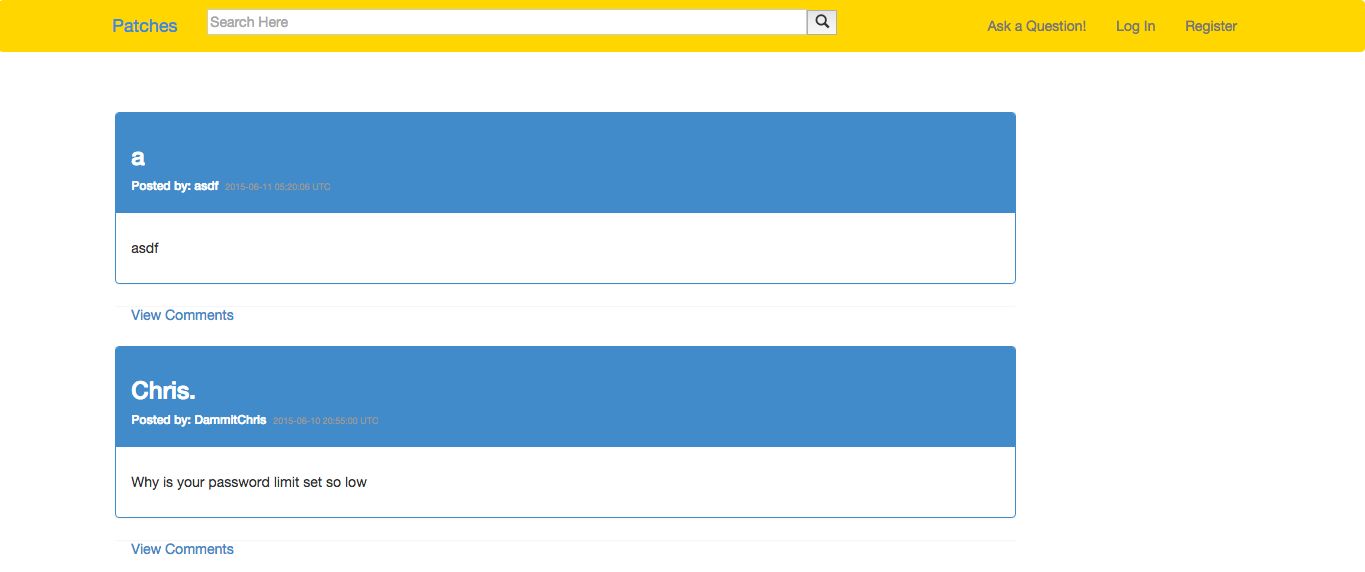 Patches
Search Here
Ask a Question!
Log In
Register
a
Posted by: asdf 2015-06-11 05:20:06 UTC
asdf
View Comments
Chris.
Posted by: DammitChris 2015-06-10 20:55:00 UTC
Why is your password limit set so low
View Comments